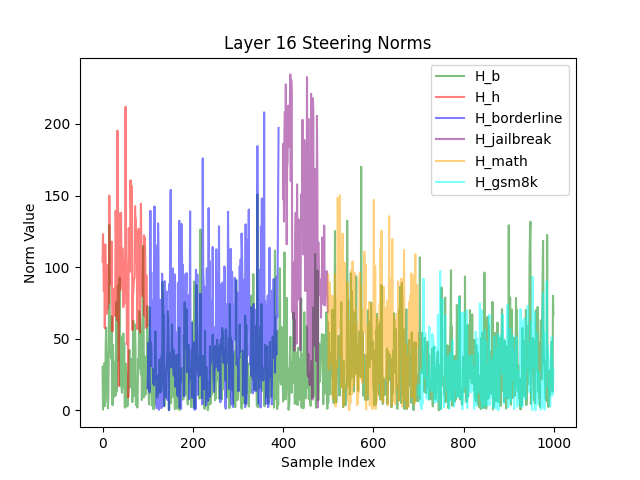 Layer 16 Steering Norms
H_b
H_h
H_borderline
H_jailbreak
H_math
H_gsm8k
Norm Value
200
150
100
50
0
0 200 400 600 800 1000
Sample Index